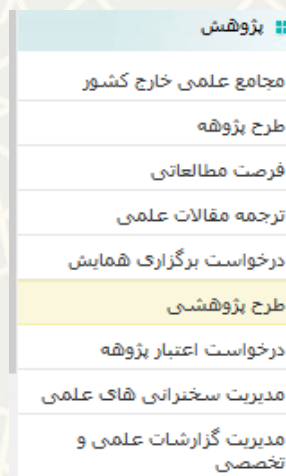 پژوهش
مجامع علمی خارج کشور
طرح پژوهه
فرصت مطالعاتی
ترجمه مقالات علمی
درخواست برگزاری همایش
طرح پژوهشی
درخواست اعتبار پژوهه
مدیریت سخنرانی های علمی
مدیریت گزارشات علمی و
تخصصی